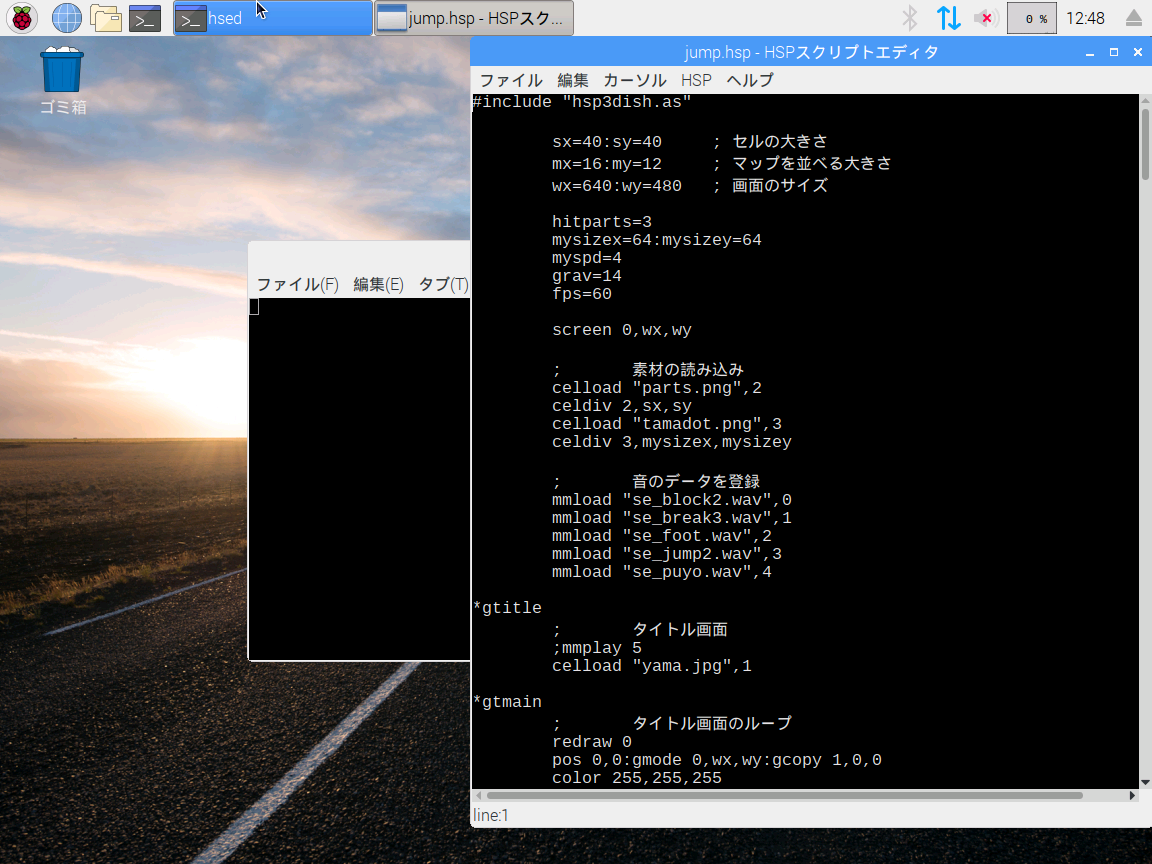 hsed
jump.hsp - HSPスク...
0 %
12:48
ゴミ箱
ファイル(F) 編集(E) タブ(T)
jump.hsp - HSPスクリプトエディタ
ファイル 編集 カーソル HSP ヘルプ
#include "hsp3dish.as"
sx=40:sy=40 ; セルの大きさ
mx=16:my=12 ; マップを並べる大きさ
wx=640:wy=480 ; 画面のサイズ
hitparts=3
mysizex=64:mysizey=64
myspd=4
grav=14
fps=60
screen 0,wx,wy
; 素材の読み込み
celload "parts.png",2
celdiv 2,sx,sy
celload "tamadot.png",3
celdiv 3,mysizex,mysizey
; 音のデータを登録
mmload "se_block2.wav",0
mmload "se_break3.wav",1
mmload "se_foot.wav",2
mmload "se_jump2.wav",3
mmload "se_puyo.wav",4
*gtitle
; タイトル画面
;mmplay 5
celload "yama.jpg",1
*gtmain
; タイトル画面のループ
redraw 0
pos 0,0:gmode 0,wx,wy:gcopy 1,0,0
color 255,255,255
line:1